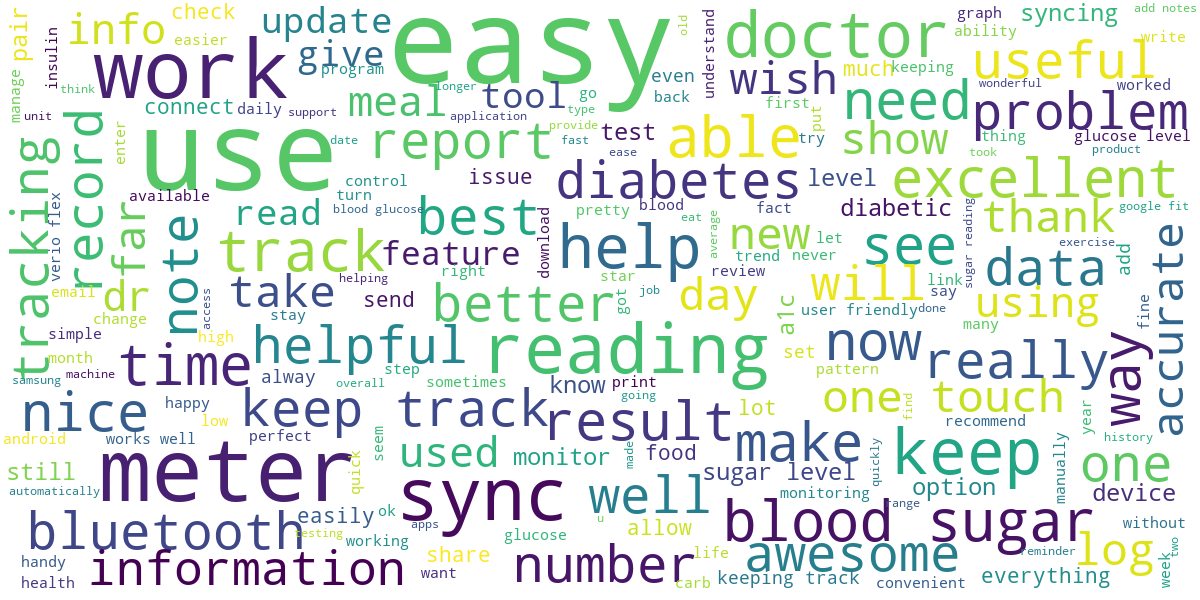 easy
use
work
meter
reading
sync
blood sugar
doctor
problem
excellent
diabetes
help
able
report
information
number
bluetooth
awesome
track
keep track
keep
time
nice
helpful
better
best
result
make
well
now
see
data
really
way
accurate
one touch
one
log
need
show
useful
wish
thank
using
will
day
new
note
record
tracking
far
dr
take
read
feature
meal
tool
give
update
info
pair
check
easier
insulin
manage
think
unit
program
connect
daily
support
longer
application
even
back
old
understand
graph
ability
syncing
add notes
write
much
keeping
wonderful
worked
first
go
type
provide
fast
ease
date
test
try
put
thing
took
glucose level
product
enter
available
turn
control
issue
blood glucose
pretty
blood
eat
fact
level
diabetic
google fit
verio flex
download
right
average
trend
let
never
sugar reading
exercise
add
email
change
access
helping
send
star
review
job
got
link
say
user friendly
done
a1c
many
fine
simple
stay
high
month
machine
samsung
alway
step
overall
sometimes
know
print
going
set
pattern
happy
low
android
works well
perfect
seem
used
monitor
food
lot
find
recommend
year
history
still
automatically
quick
made
sugar level
quickly
monitoring
option
manually
device
easily
ok
apps
testing
working
glucose
u
allow
range
without
handy
health
share
want
life
carb
keeping track
convenient
reminder
everything
week
two